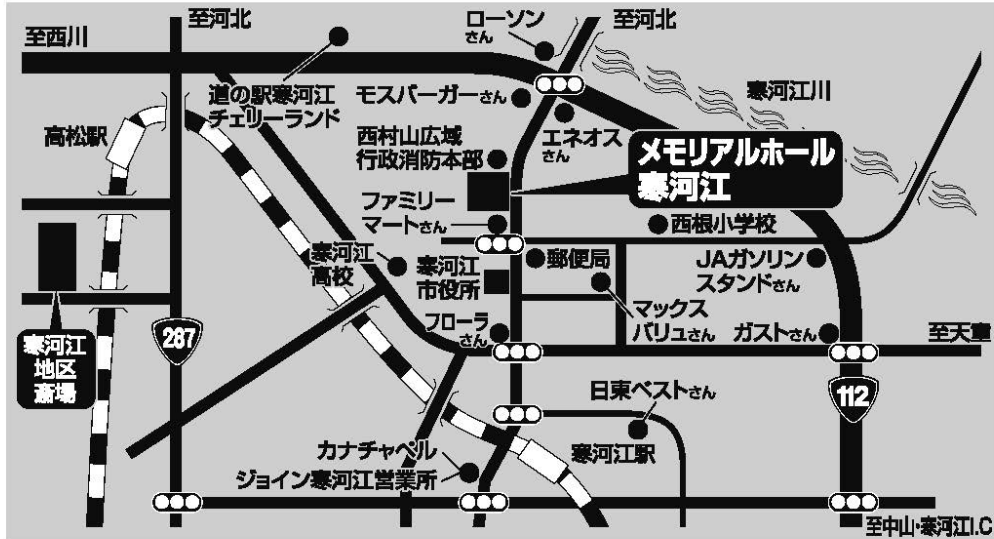 至西川
至河北
ローソン
さん
至河北
道の駅寒河江
チェリーランド
モスバーガーさん
寒河江川
高松駅
西村山広域
行政消防本部
エネオス
さん
メモリアルホール
寒河江
ファミリー
マートさん
西根小学校
寒河江
高校
寒河江
市役所
郵便局
JAガソリン
スタンドさん
マックス
バリュさん
フローラ
さん
ガストさん
至天童
寒河江
地区
斎場
287
112
日東ベストさん
カナチャペル
ジョイン寒河江営業所
寒河江駅
至中山・寒河江I.C